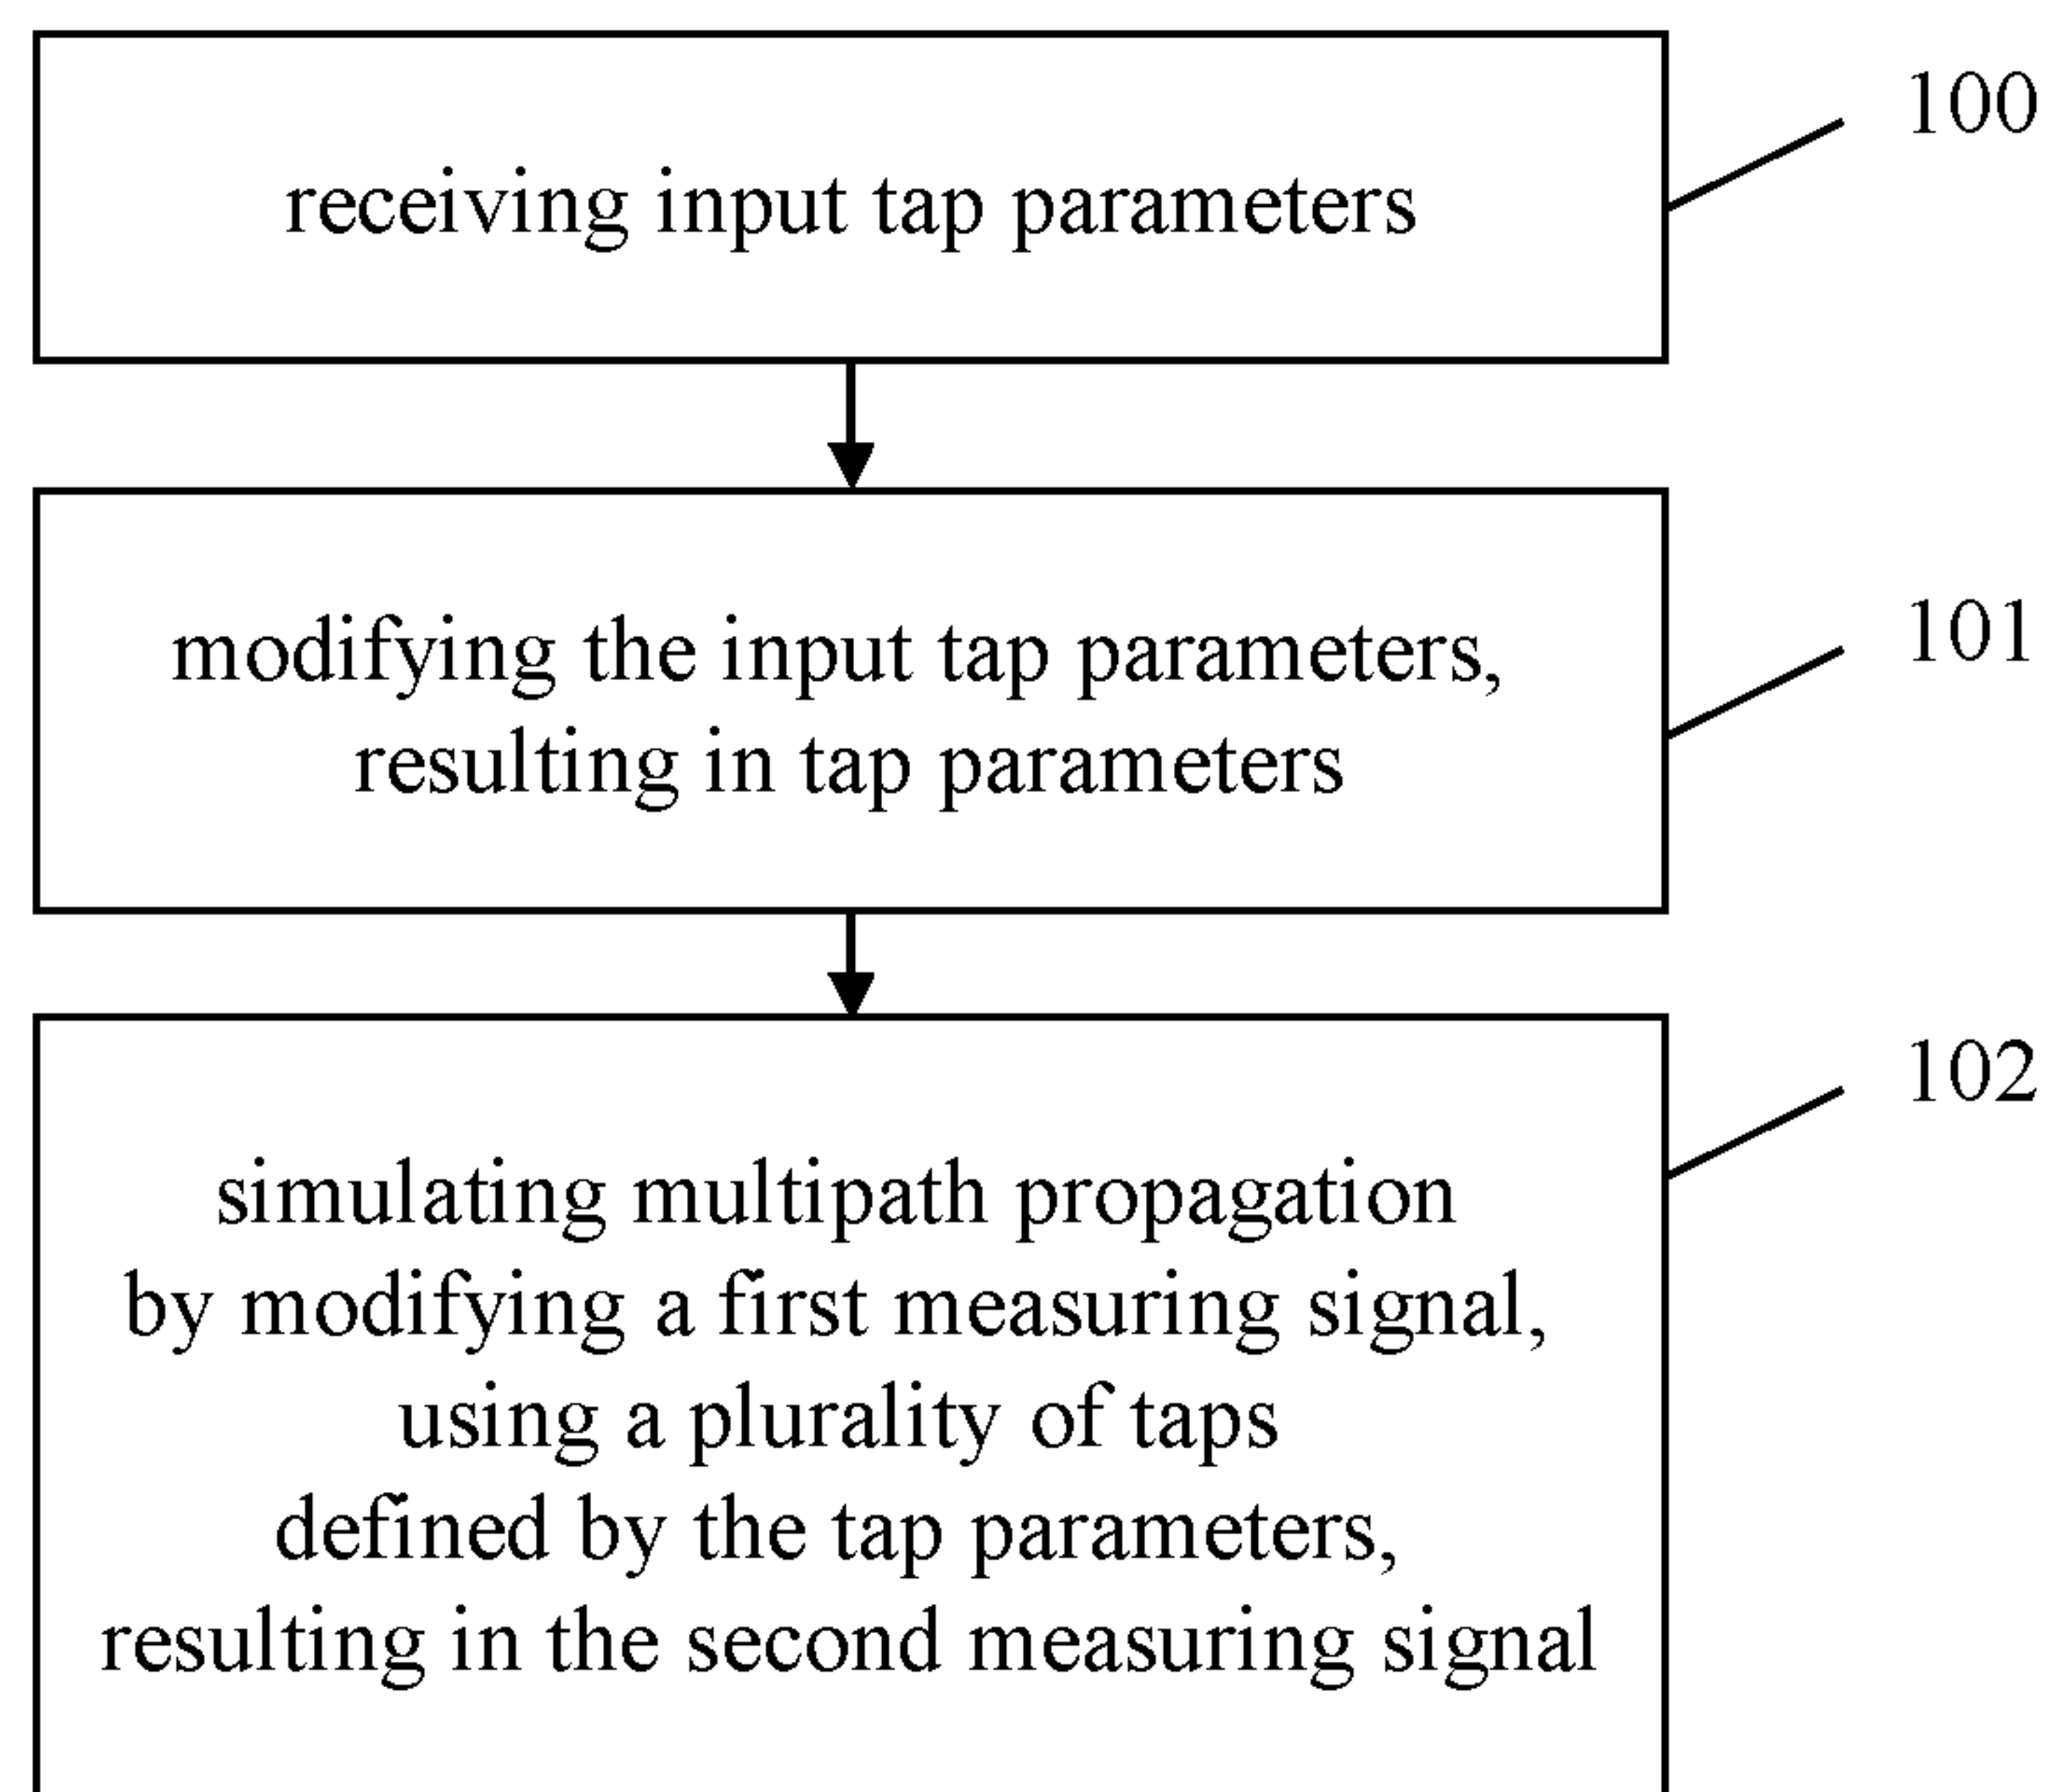 receiving input tap parameters
100
modifying the input tap parameters,
resulting in tap parameters
101
simulating multipath propagation
by modifying a first measuring signal,
using a plurality of taps
defined by the tap parameters,
resulting in the second measuring signal
102